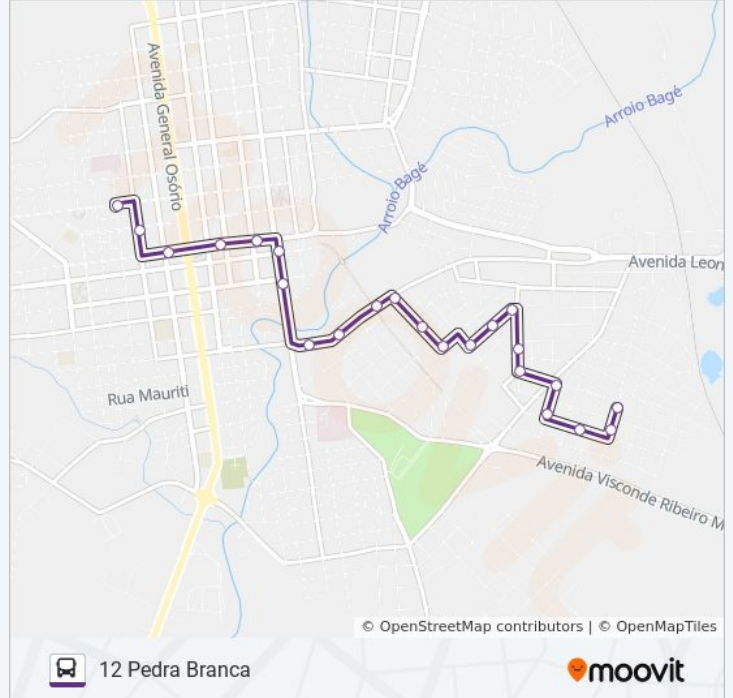 Avenida General Osório
Arroio Bagé
Arroio Bagé
Avenida Leon
Rua Mauriti
Avenida Visconde Ribeiro M
© OpenStreetMap contributors | © OpenMapTiles
12 Pedra Branca
moovit